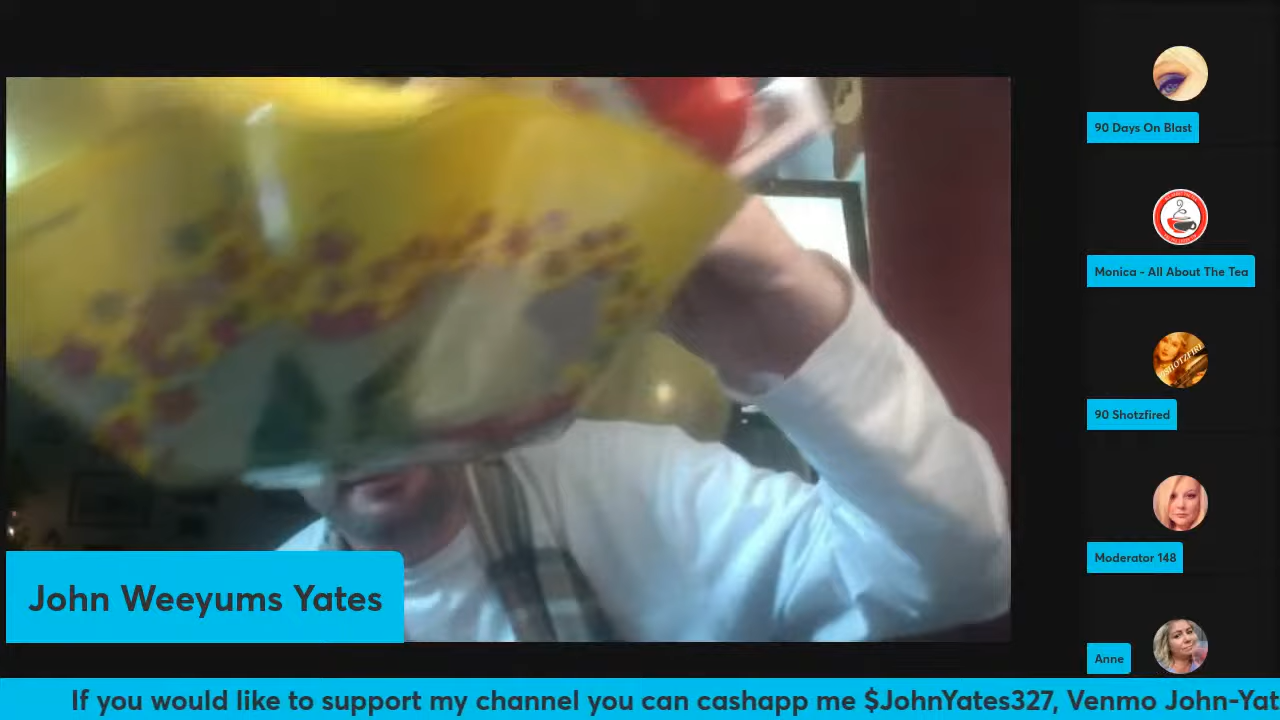 90 Days On Blast
Monica - All About The Tea
SHOTZFIRE
90 Shotzfired
Moderator 148
Anne
John Weeyums Yates
If you would like to support my channel you can cashapp me $JohnYates327, Venmo John-Yat